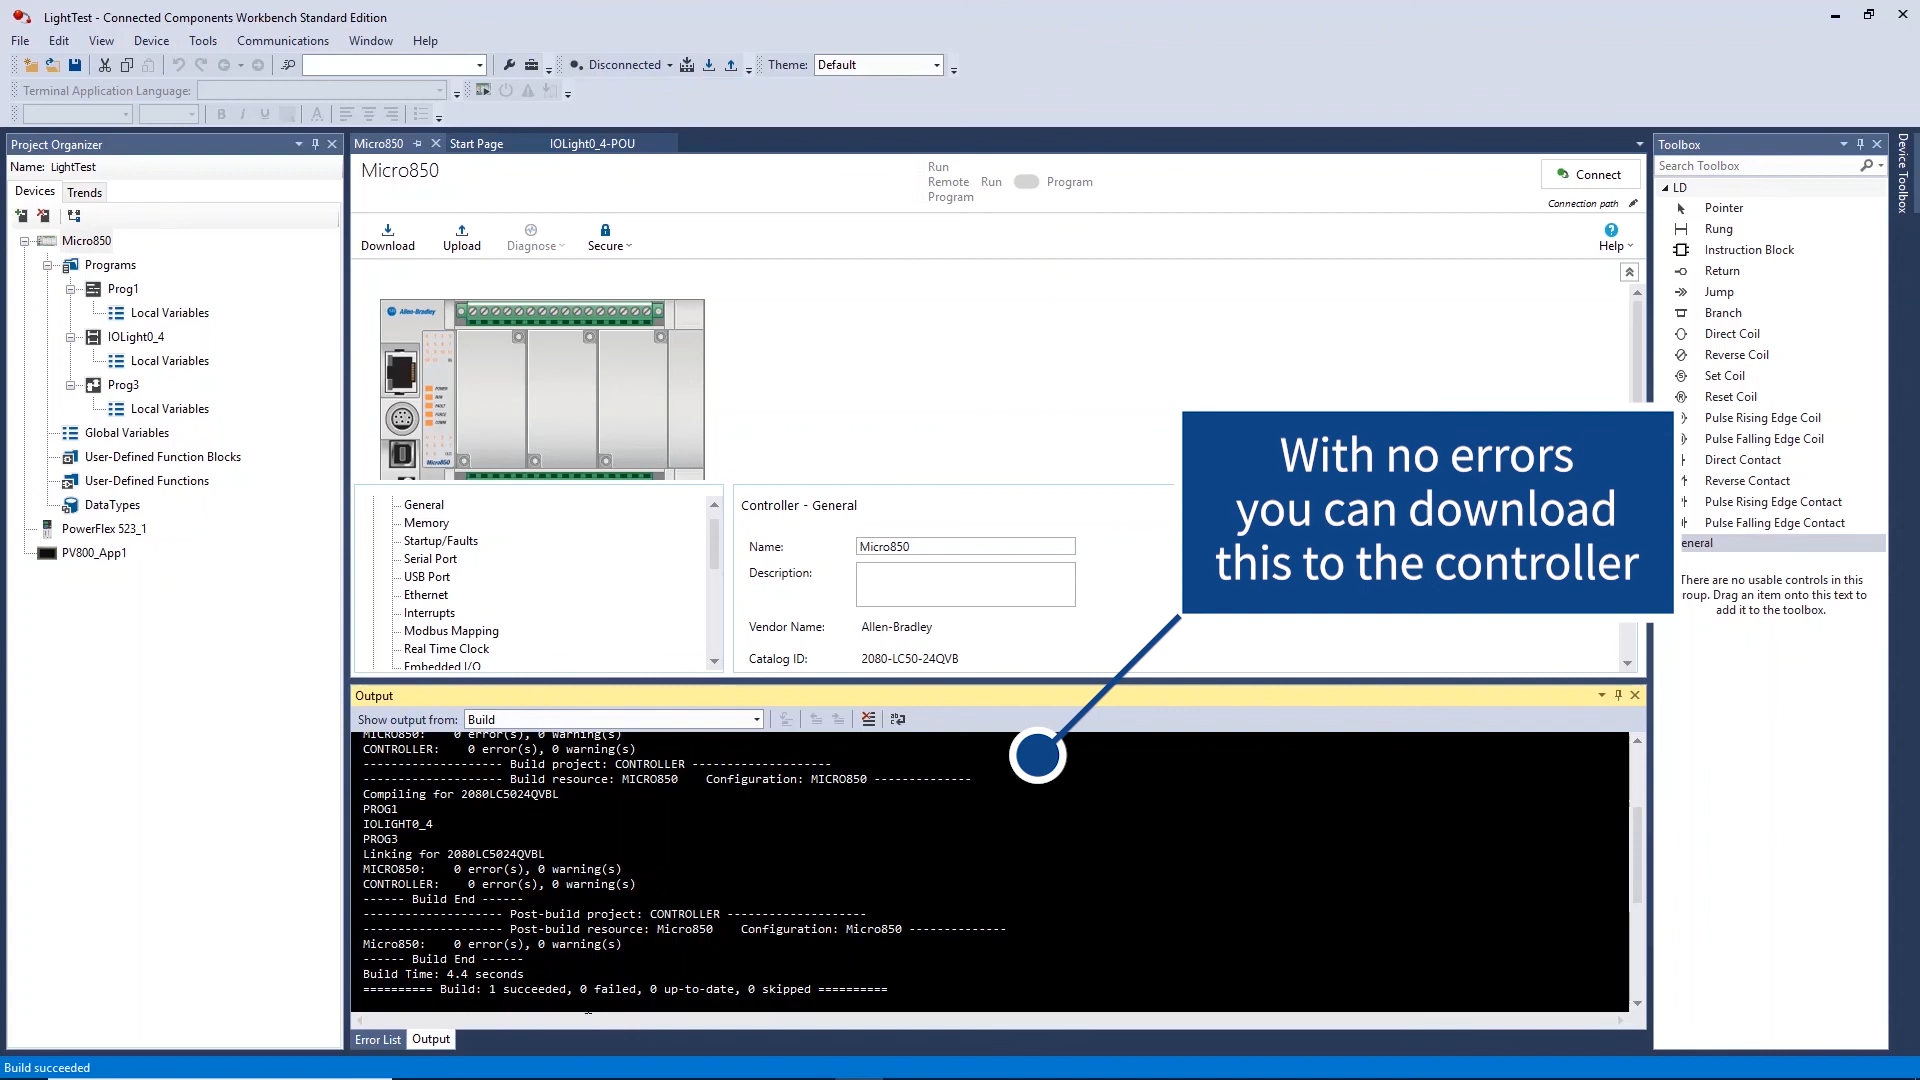 LightTest - Connected Components Workbench Standard Edition
File Edit View Device Tools Communications Window Help
Disconnected Theme: Default
Terminal Application Language:
B I U A
Project Organizer
Name: LightTest
Devices Trends
Micro850
Programs
Prog1
Local Variables
IOLight0_4
Local Variables
Prog3
Local Variables
Global Variables
User-Defined Function Blocks
User-Defined Functions
DataTypes
PowerFlex 523_1
PV800_App1
Micro850 Start Page IOLight0_4-POU
Micro850
Run
Remote Run Program
Program
Connect
Connection path
Download Upload Diagnose Secure Help
Allen-Bradley
Micro850
General
Memory
Startup/Faults
Serial Port
USB Port
Ethernet
Interrupts
Modbus Mapping
Real Time Clock
Embedded I/O
Controller - General
Name: Micro850
Description:
Vendor Name: Allen-Bradley
Catalog ID: 2080-LC50-24QVB
With no errors
you can download
this to the controller
Output
Show output from: Build
MICRO850: 0 error(s), 0 warning(s)
CONTROLLER: 0 error(s), 0 warning(s)
-------------------- Build project: CONTROLLER --------------------
-------------------- Build resource: MICRO850 Configuration: MICRO850 --------------
Compiling for 2080LC5024QVBL
PROG1
IOLIGHT0_4
PROG3
Linking for 2080LC5024QVBL
MICRO850: 0 error(s), 0 warning(s)
CONTROLLER: 0 error(s), 0 warning(s)
------ Build End ------
-------------------- Post-build project: CONTROLLER --------------------
-------------------- Post-build resource: Micro850 Configuration: Micro850 --------------
Micro850: 0 error(s), 0 warning(s)
------ Build End ------
Build Time: 4.4 seconds
========== Build: 1 succeeded, 0 failed, 0 up-to-date, 0 skipped ==========
Error List Output
Build succeeded
Toolbox
Search Toolbox
LD
Pointer
Rung
Instruction Block
Return
Jump
Branch
Direct Coil
Reverse Coil
Set Coil
Reset Coil
Pulse Rising Edge Coil
Pulse Falling Edge Coil
Direct Contact
Reverse Contact
Pulse Rising Edge Contact
Pulse Falling Edge Contact
eneral
There are no usable controls in this
roup. Drag an item onto this text to
add it to the toolbox.
Device Toolbox